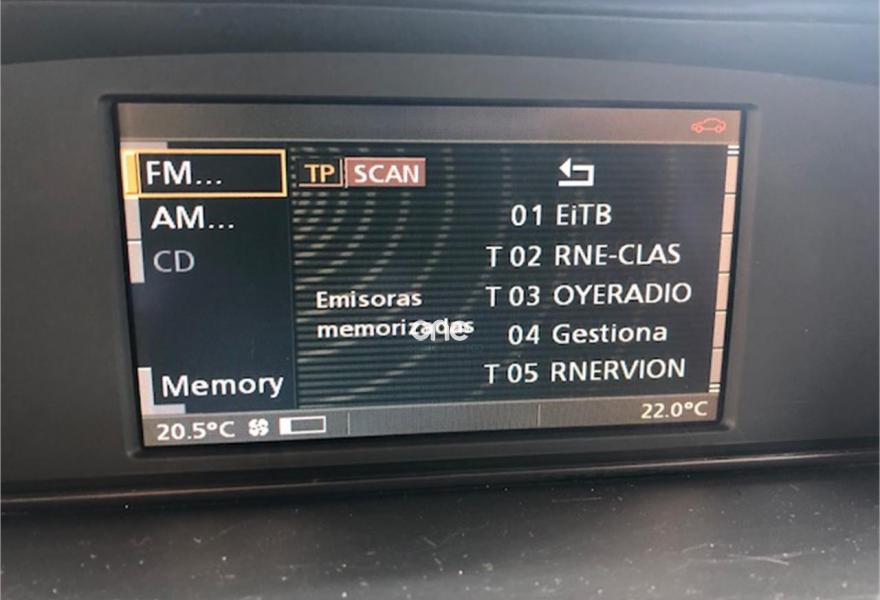 FM...
AM...
CD
Memory
TP SCAN
Emisoras
memorizadas
01 EiTB
T 02 RNE-CLAS
T 03 OYERADIO
04 Gestiona
T 05 RNERVION
20.5°C
22.0°C
one